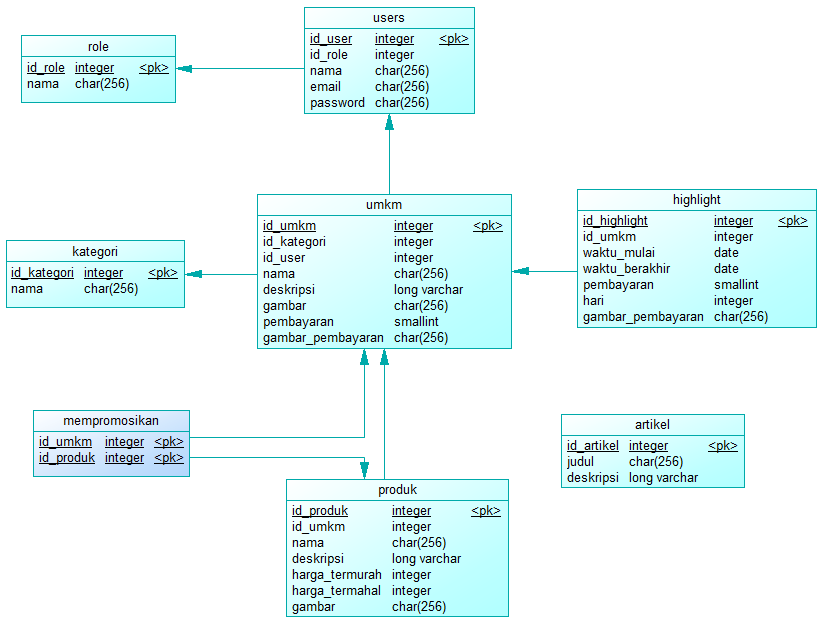 users
id_user integer <pk>
id_role integer
nama char(256)
email char(256)
password char(256)
role
id_role integer <pk>
nama char(256)
umkm
id_umkm integer <pk>
id_kategori integer
id_user integer
nama char(256)
deskripsi long varchar
gambar char(256)
pembayaran smallint
gambar_pembayaran char(256)
highlight
id_highlight integer <pk>
id_umkm integer
waktu_mulai date
waktu_berakhir date
pembayaran smallint
hari integer
gambar_pembayaran char(256)
kategori
id_kategori integer <pk>
nama char(256)
mempromosikan
id_umkm integer <pk>
id_produk integer <pk>
artikel
id_artikel integer <pk>
judul char(256)
deskripsi long varchar
produk
id_produk integer <pk>
id_umkm integer
nama char(256)
deskripsi long varchar
harga_termurah integer
harga_termahal integer
gambar char(256)